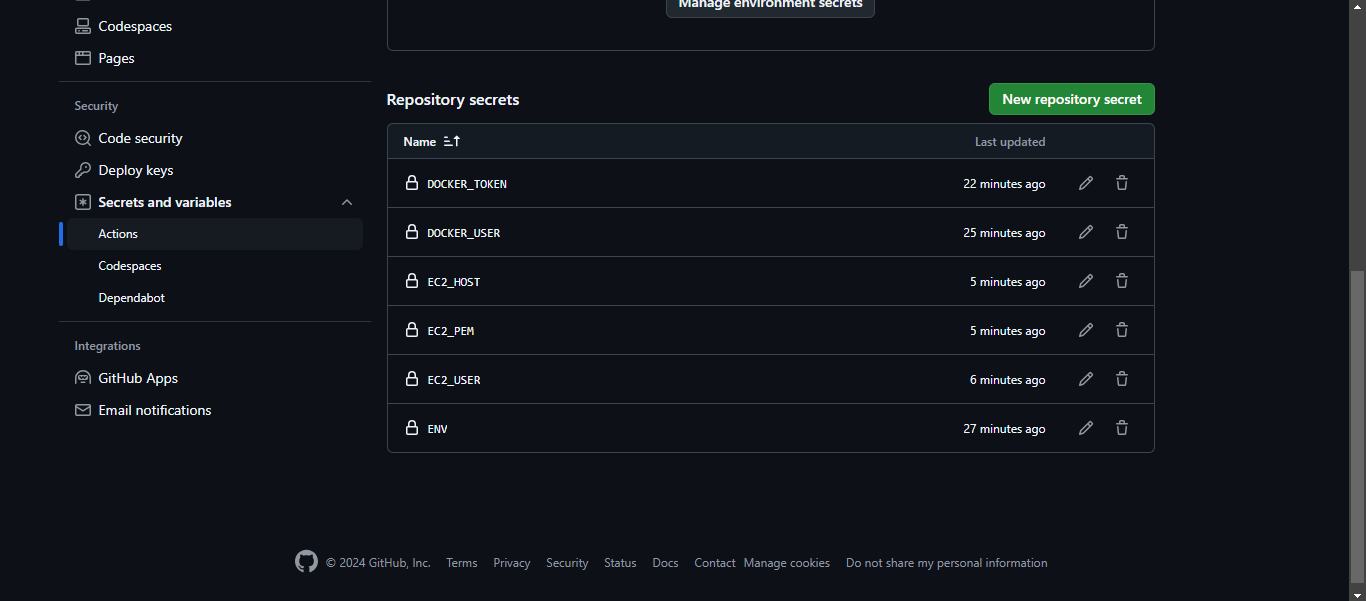 Manage environment secrets
Codespaces
Pages
Security
Code security
Deploy keys
Secrets and variables
Actions
Codespaces
Dependabot
Integrations
GitHub Apps
Email notifications
Repository secrets
New repository secret
Name Last updated
DOCKER_TOKEN 22 minutes ago
DOCKER_USER 25 minutes ago
EC2_HOST 5 minutes ago
EC2_PEM 5 minutes ago
EC2_USER 6 minutes ago
ENV 27 minutes ago
© 2024 GitHub, Inc. Terms Privacy Security Status Docs Contact Manage cookies Do not share my personal information